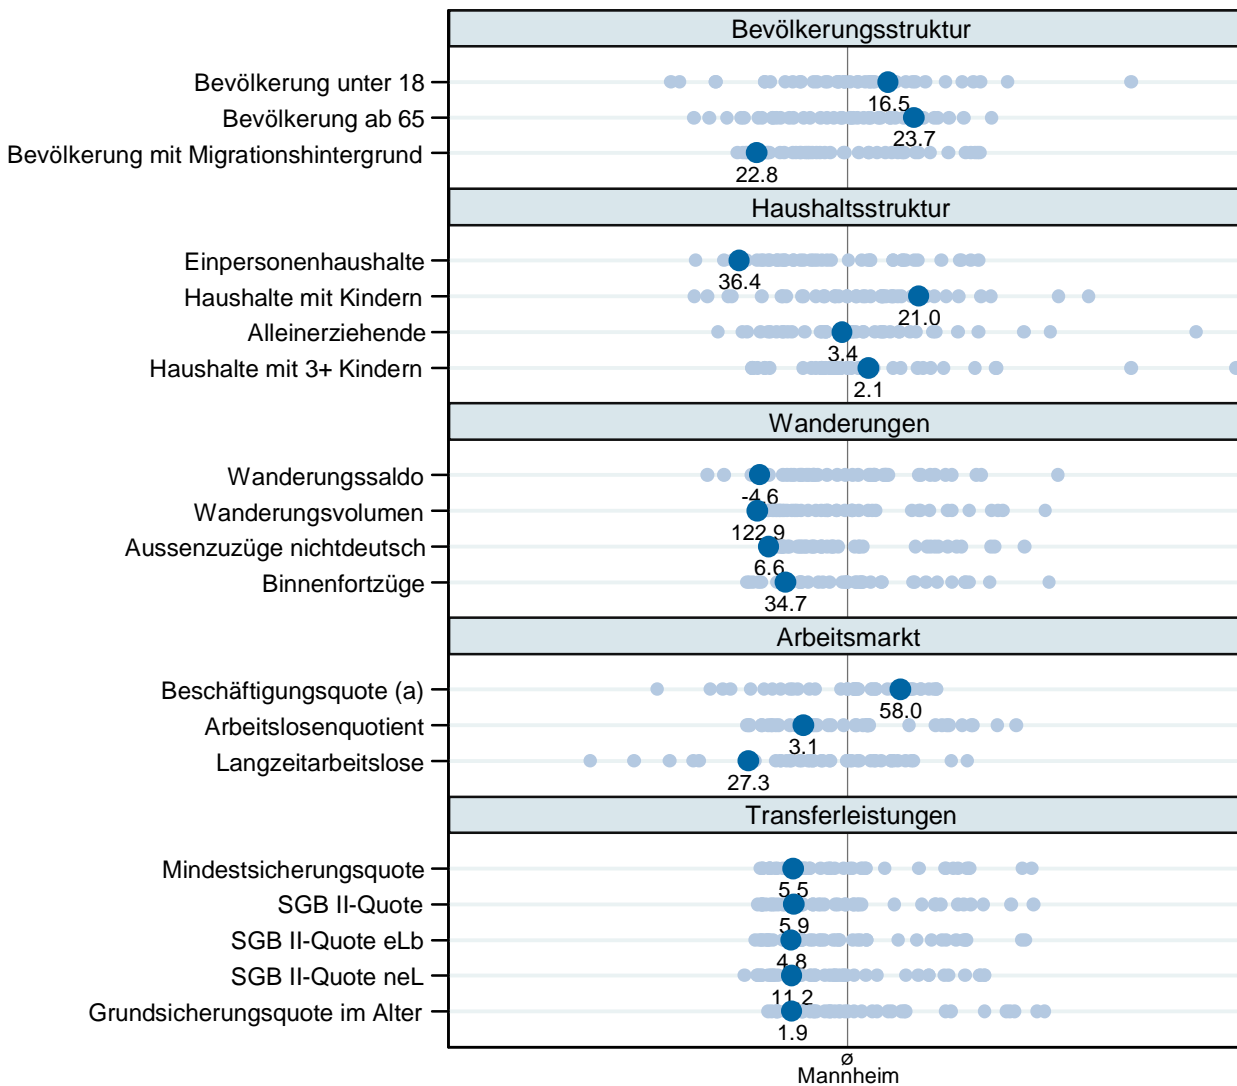 Bevölkerungsstruktur
Bevölkerung unter 18
16.5
Bevölkerung ab 65
23.7
Bevölkerung mit Migrationshintergrund
22.8
Haushaltsstruktur
Einpersonenhaushalte
36.4
Haushalte mit Kindern
21.0
Alleinerziehende
3.4
Haushalte mit 3+ Kindern
2.1
Wanderungen
Wanderungssaldo
-4.6
Wanderungsvolumen
122.9
Aussenzuzüge nichtdeutsch
6.6
Binnenfortzüge
34.7
Arbeitsmarkt
Beschäftigungsquote (a)
58.0
Arbeitslosenquotient
3.1
Langzeitarbeitslose
27.3
Transferleistungen
Mindestsicherungsquote
5.5
SGB II-Quote
5.9
SGB II-Quote eLb
4.8
SGB II-Quote neL
11.2
Grundsicherungsquote im Alter
1.9
ø
Mannheim